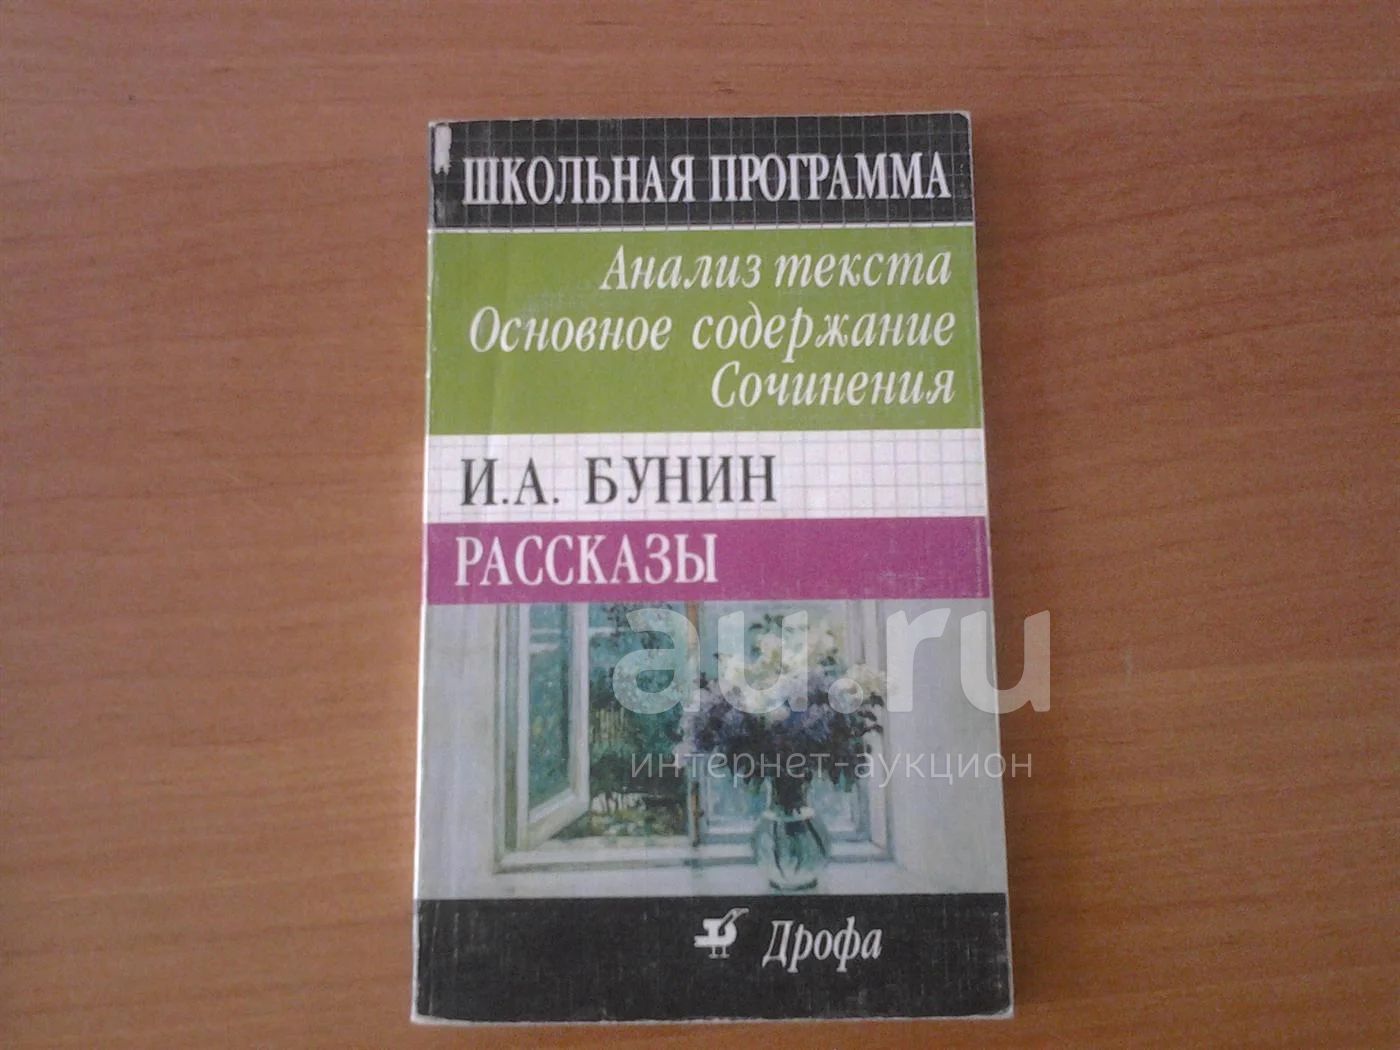 ШКОЛЬНАЯ ПРОГРАММА
Анализ текста
Основное содержание
Сочинения
И.А. БУНИН
РАССКАЗЫ
au.ru
интернет-аукцион
Дрофа